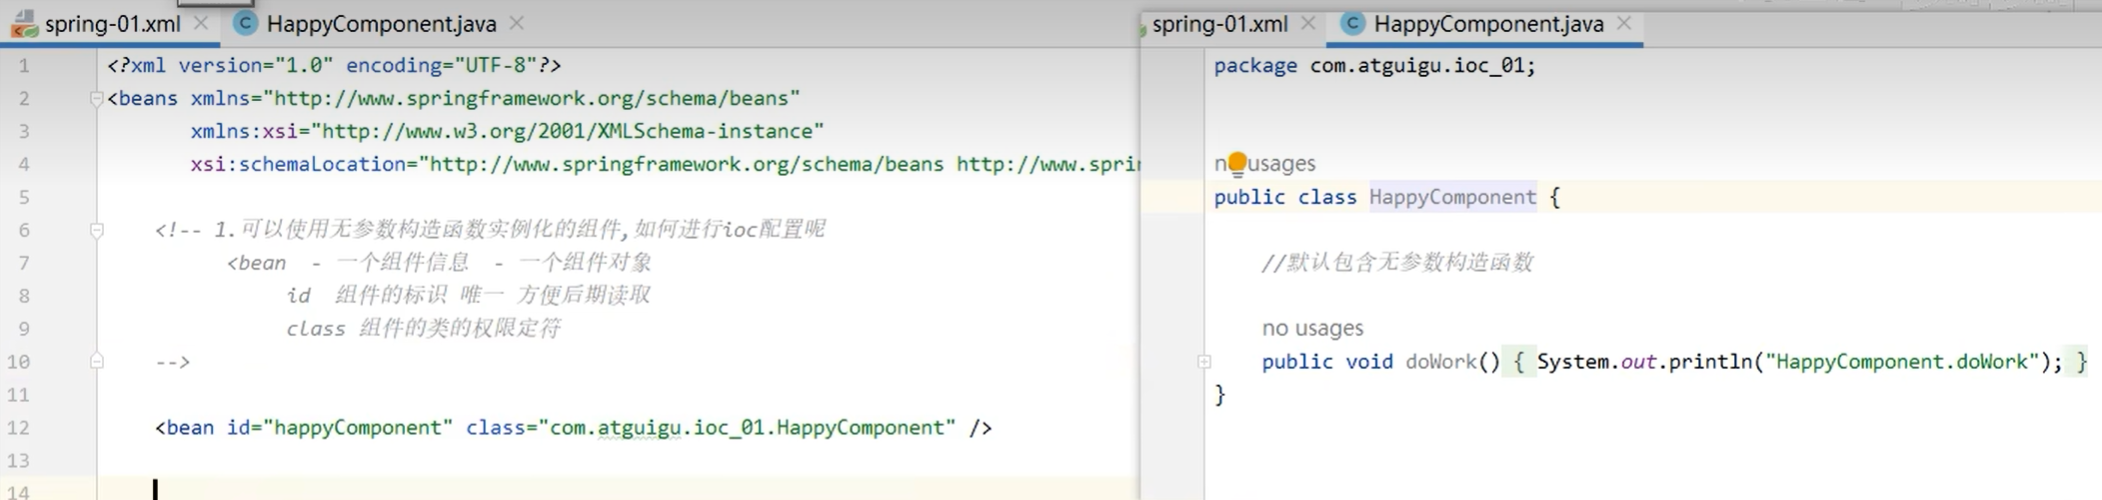 spring-01.xml
HappyComponent.java
1 <?xml version="1.0" encoding="UTF-8"?>
2 <beans xmlns="http://www.springframework.org/schema/beans"
3 xmlns:xsi="http://www.w3.org/2001/XMLSchema-instance"
4 xsi:schemaLocation="http://www.springframework.org/schema/beans http://www.spri
5
6 <!-- 1.可以使用无参数构造函数实例化的组件,如何进行ioc配置呢
7 <bean - 一个组件信息 - 一个组件对象
8 id 组件的标识 唯一 方便后期读取
9 class 组件的类的权限定符
10 -->
11
12 <bean id="happyComponent" class="com.atguigu.ioc_01.HappyComponent" />
13
14
spring-01.xml
HappyComponent.java
package com.atguigu.ioc_01;
usages
public class HappyComponent {
//默认包含无参数构造函数
no usages
public void doWork() { System.out.println("HappyComponent.doWork"); }
}